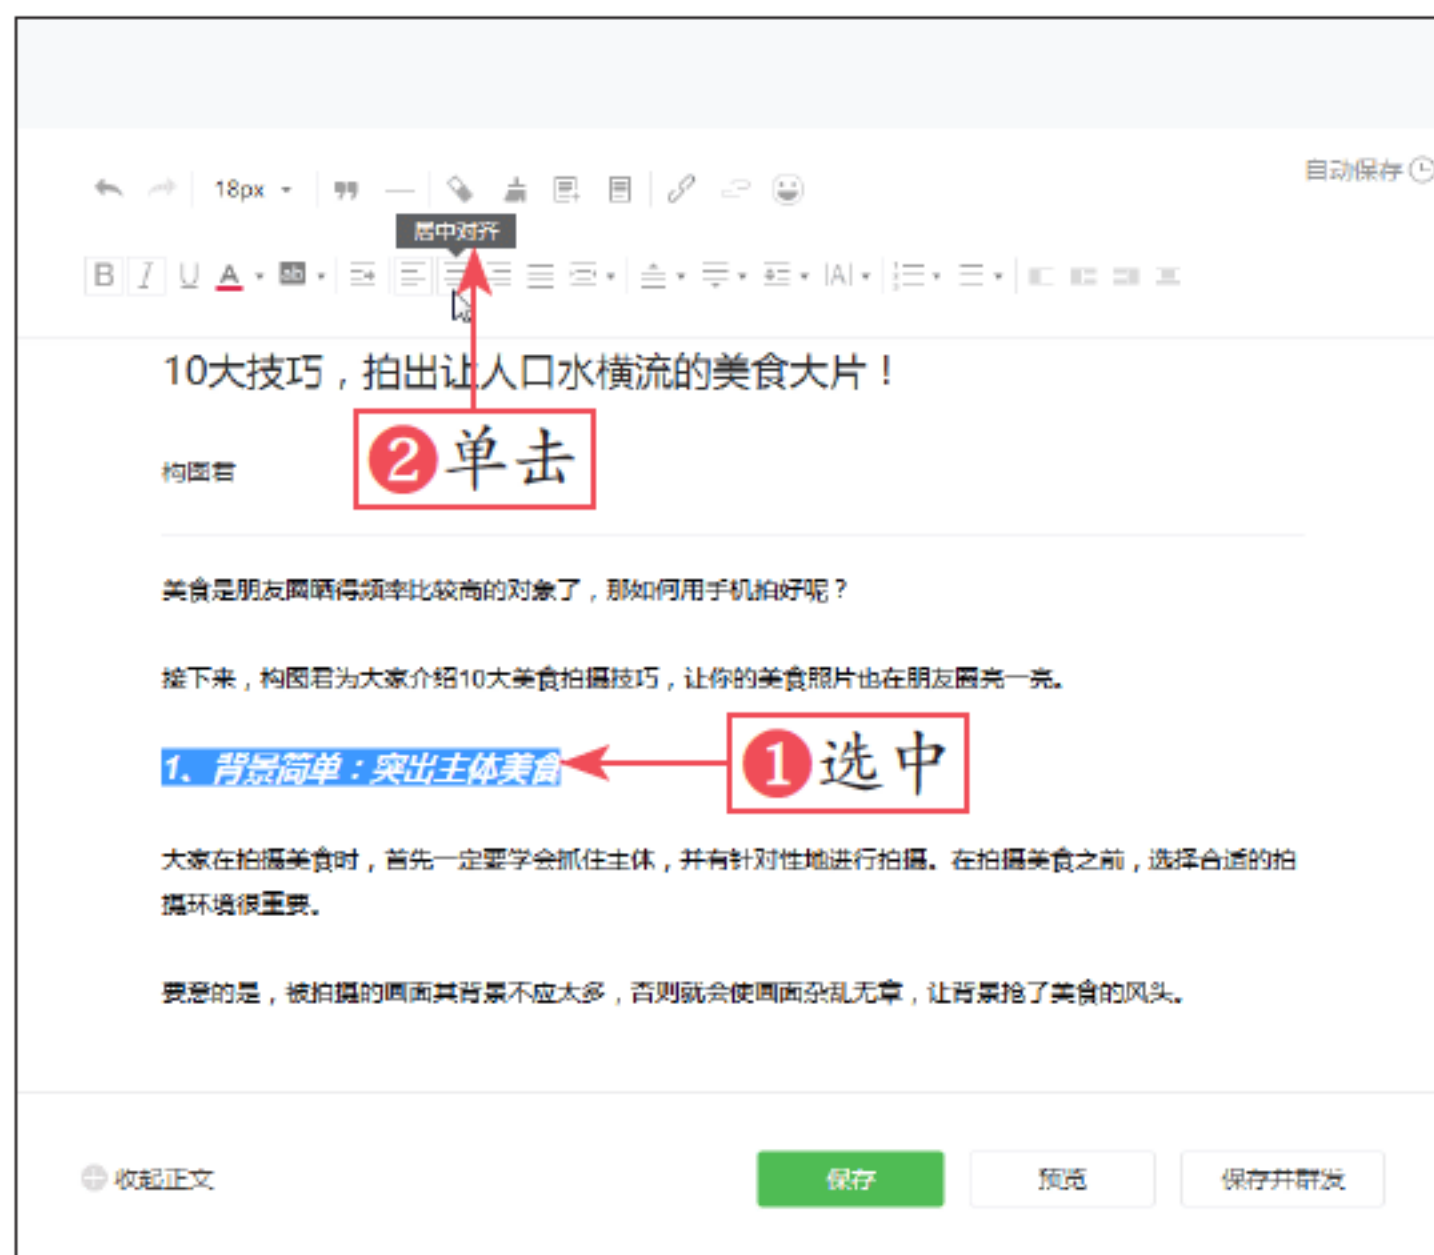 自动保存
18px
居中对齐
B I U A ab |A|
10大技巧，拍出让人口水横流的美食大片！
❷单击
构图君
美食是朋友圈晒得频率比较高的对象了，那如何用手机拍好呢？
接下来，构图君为大家介绍10大美食拍摄技巧，让你的美食照片也在朋友圈亮一亮。
1、背景简单：突出主体美食
❶选中
大家在拍摄美食时，首先一定要学会抓住主体，并有针对性地进行拍摄。在拍摄美食之前，选择合适的拍
摄环境很重要。
要意的是，被拍摄的画面其背景不应太多，否则就会使画面杂乱无章，让背景抢了美食的风头。
收起正文
保存
预览
保存并群发